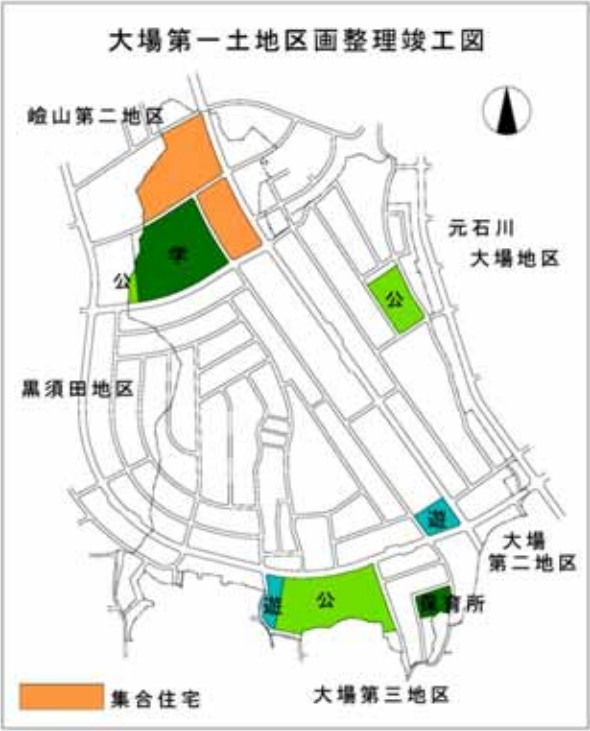 大場第一土地区画整理竣工図
嶮山第二地区
元石川
大場地区
学
公
公
黒須田地区
遊
大場
第二地区
遊
公
保育所
大場第三地区
集合住宅